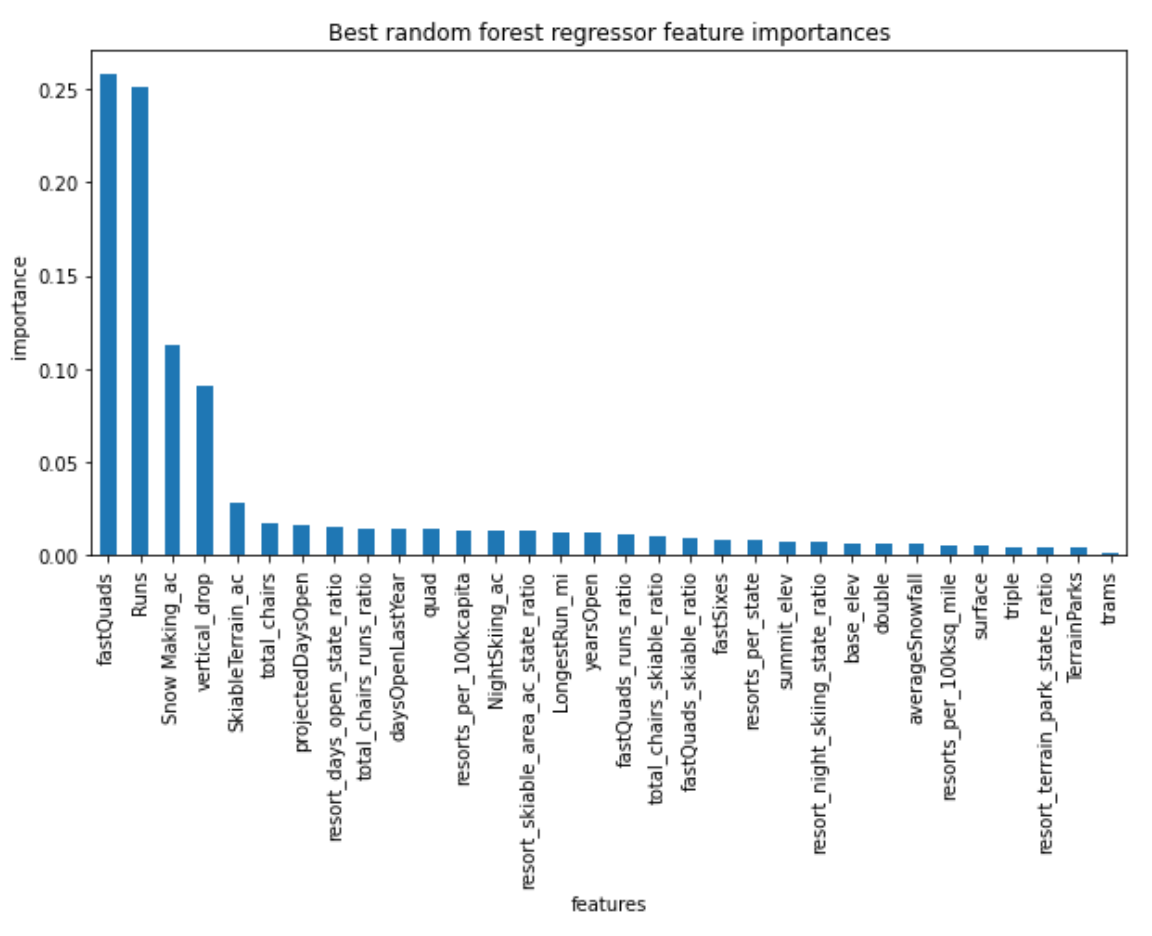 Best random forest regressor feature importances
importance
0.25
0.20
0.15
0.10
0.05
0.00
fastQuads
Runs
Snow Making_ac
vertical_drop
SkiableTerrain_ac
total_chairs
projectedDaysOpen
resort_days_open_state_ratio
total_chairs_runs_ratio
daysOpenLastYear
quad
resorts_per_100kcapita
NightSkiing_ac
resort_skiable_area_ac_state_ratio
LongestRun_mi
yearsOpen
fastQuads_runs_ratio
total_chairs_skiable_ratio
fastQuads_skiable_ratio
fastSixes
resorts_per_state
summit_elev
resort_night_skiing_state_ratio
base_elev
double
averageSnowfall
resorts_per_100ksq_mile
surface
triple
resort_terrain_park_state_ratio
TerrainParks
trams
features